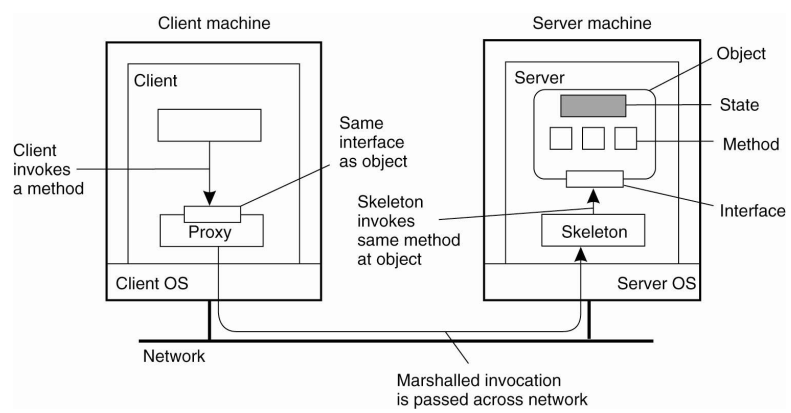 Client machine
Server machine
Object
Client
Server
State
Same
interface
as object
Client
invokes
a method
Method
Skeleton
invokes
same method
at object
Interface
Proxy
Skeleton
Client OS
Server OS
Network
Marshalled invocation
is passed across network